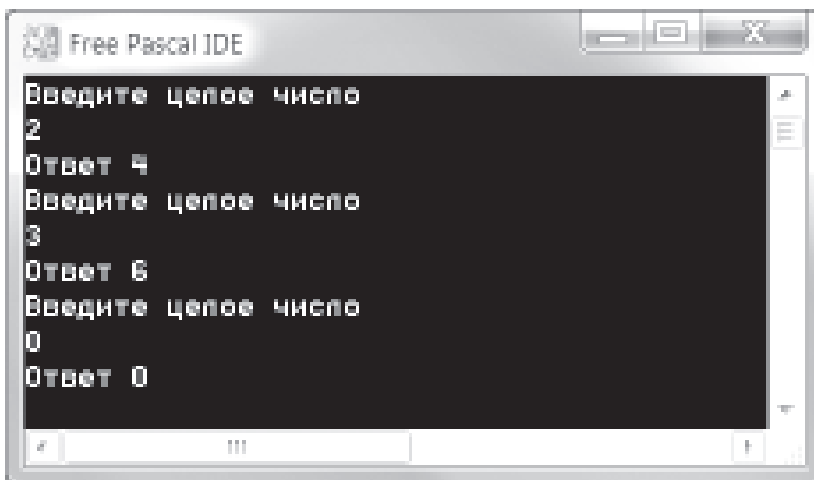 Free Pascal IDE
Введите целое число
2
Ответ 4
Введите целое число
3
Ответ 6
Введите целое число
0
Ответ 0